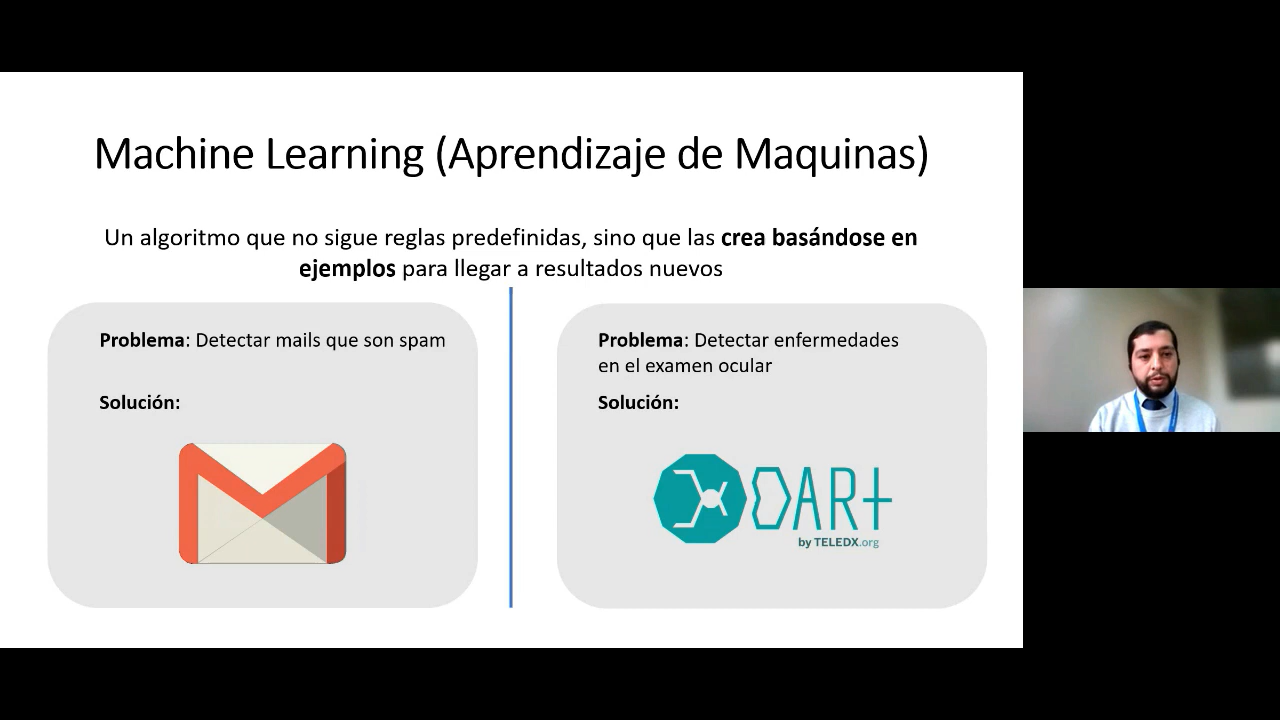 Machine Learning (Aprendizaje de Maquinas)
Un algoritmo que no sigue reglas predefinidas, sino que las crea basándose en
ejemplos para llegar a resultados nuevos
Problema: Detectar mails que son spam
Solución:
Problema: Detectar enfermedades
en el examen ocular
Solución:
DART
by TELEDX.org